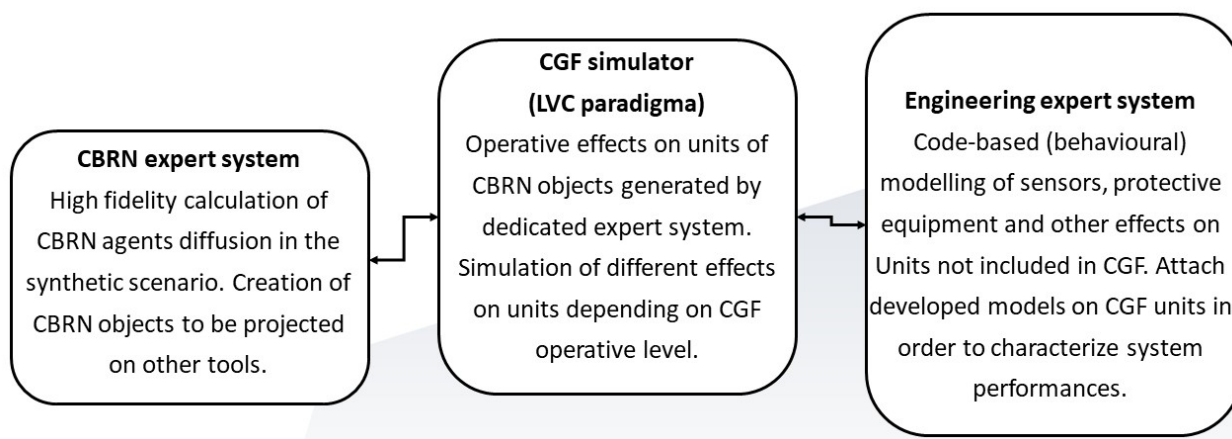 CBRN expert system
High fidelity calculation of
CBRN agents diffusion in the
synthetic scenario. Creation of
CBRN objects to be projected
on other tools.
CGF simulator
(LVC paradigma)
Operative effects on units of
CBRN objects generated by
dedicated expert system.
Simulation of different effects
on units depending on CGF
operative level.
Engineering expert system
Code-based (behavioural)
modelling of sensors, protective
equipment and other effects on
Units not included in CGF. Attach
developed models on CGF units in
order to characterize system
performances.